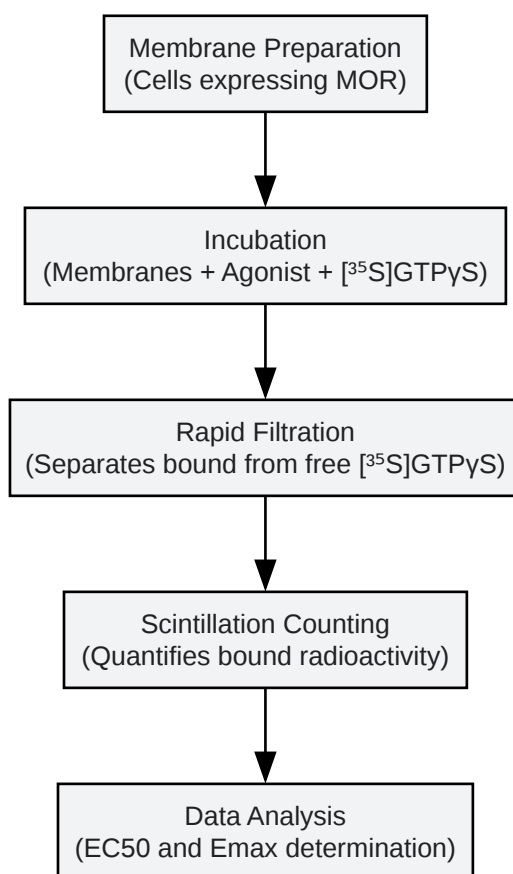 Membrane Preparation
(Cells expressing MOR)
Incubation
(Membranes + Agonist + [³⁵S]GTPγS)
Rapid Filtration
(Separates bound from free [³⁵S]GTPγS)
Scintillation Counting
(Quantifies bound radioactivity)
Data Analysis
(EC50 and Emax determination)